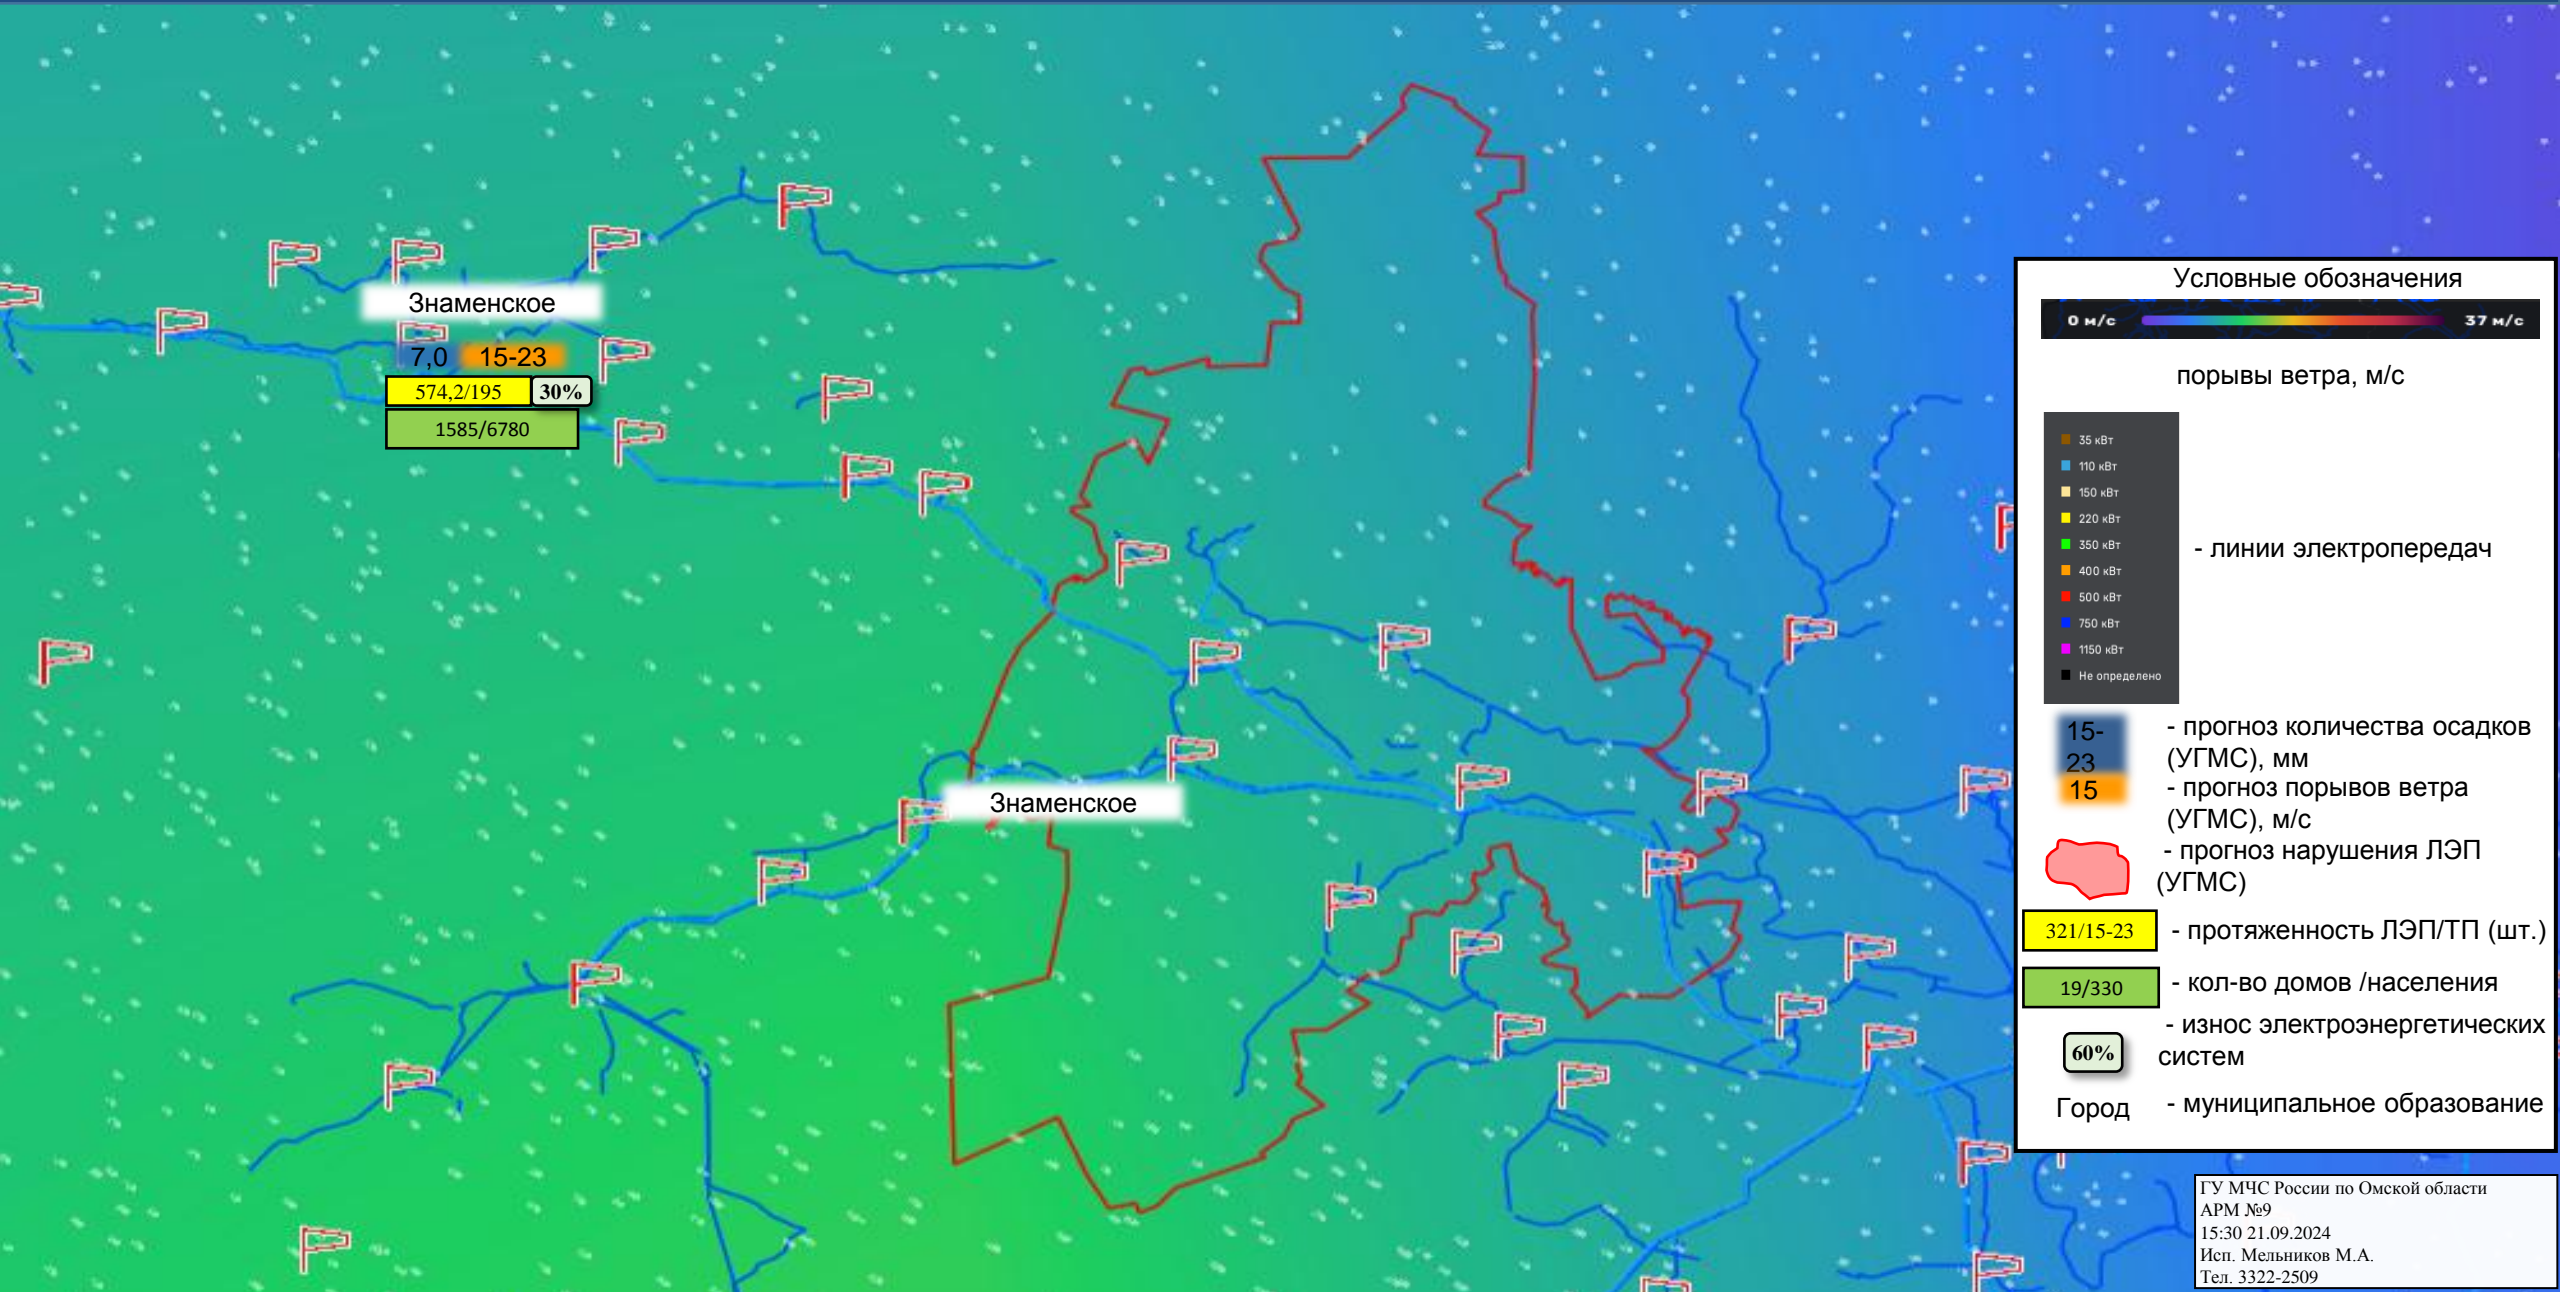 Знаменское
7,0 15-23
574,2/195 30%
1585/6780
Знаменское
Условные обозначения
0 м/с 37 м/с
порывы ветра, м/с
35 кВт
110 кВт
150 кВт
220 кВт
350 кВт
400 кВт
500 кВт
750 кВт
1150 кВт
Не определено
- линии электропередач
15-
23
- прогноз количества осадков
(УГМС), мм
15
- прогноз порывов ветра
(УГМС), м/с
- прогноз нарушения ЛЭП
(УГМС)
321/15-23 - протяженность ЛЭП/ТП (шт.)
19/330 - кол-во домов /населения
60%
- износ электроэнергетических
систем
Город - муниципальное образование
ГУ МЧС России по Омской области
АРМ №9
15:30 21.09.2024
Исп. Мельников М.А.
Тел. 3322-2509